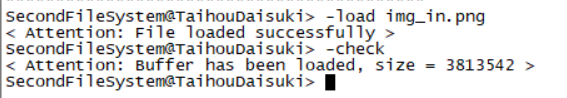 SecondFileSystem@TaihouDaisuki> -load img_in.png
< Attention: File loaded successfully >
SecondFileSystem@TaihouDaisuki> -check
< Attention: Buffer has been loaded, size = 3813542 >
SecondFileSystem@TaihouDaisuki>